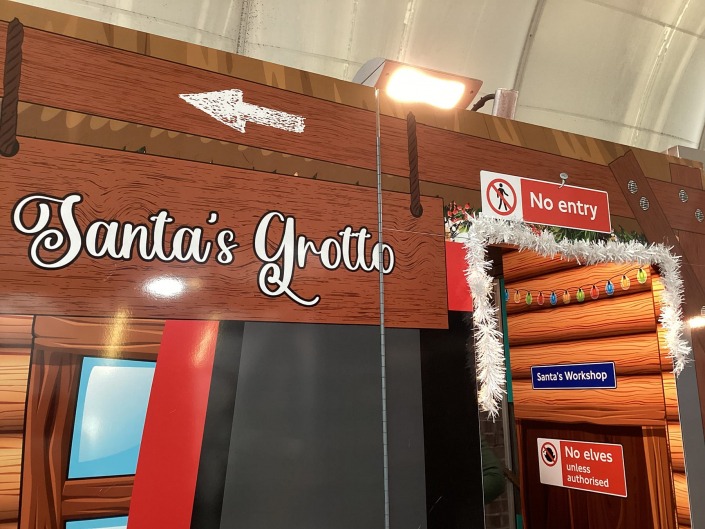 Santa's Grotto
No entry
Santa's Workshop
No elves
unless
authorised